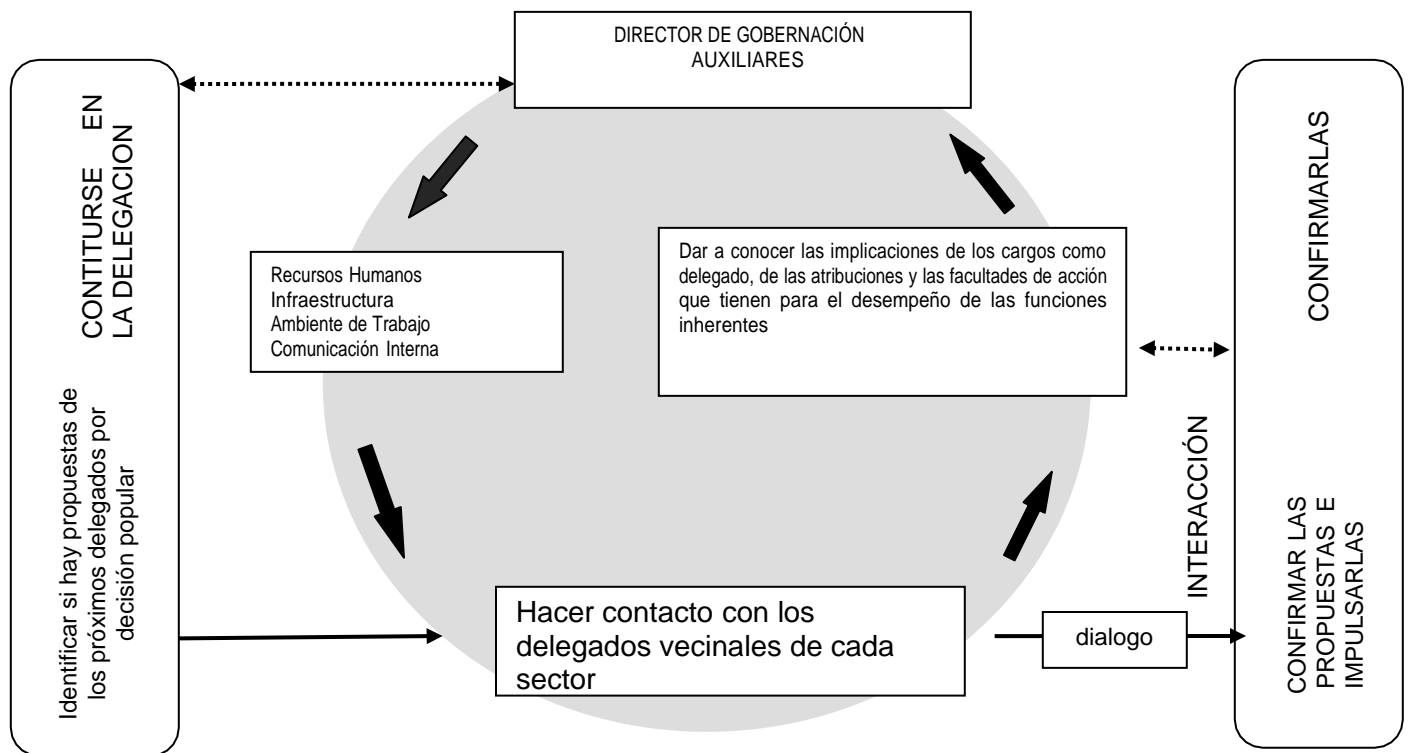 DIRECTOR DE GOBERNACIÓN
AUXILIARES
CONTITURSE EN
LA DELEGACION
Identificar si hay propuestas de
los próximos delegados por
decisión popular
Recursos Humanos
Infraestructura
Ambiente de Trabajo
Comunicación Interna
Dar a conocer las implicaciones de los cargos como
delegado, de las atribuciones y las facultades de acción
que tienen para el desempeño de las funciones
inherentes
Hacer contacto con los
delegados vecinales de cada
sector
dialogo
INTERACCIÓN
CONFIRMARLAS
CONFIRMAR LAS
PROPUESTAS E
IMPULSARLAS